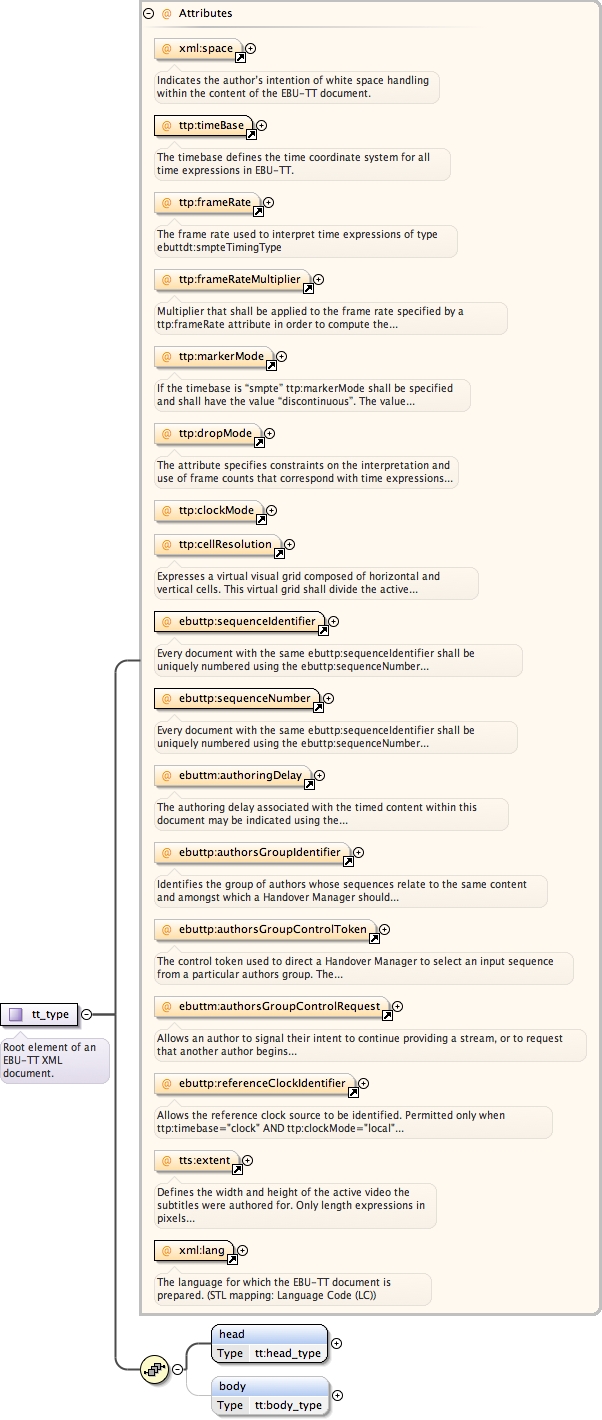 @ Attributes
@ xml:space
Indicates the author's intention of white space handling
within the content of the EBU-TT document.
@ ttp:timeBase
The timebase defines the time coordinate system for all
time expressions in EBU-TT.
@ ttp:frameRate
The frame rate used to interpret time expressions of type
ebuttdt:smpteTimingType
@ ttp:frameRateMultiplier
Multiplier that shall be applied to the frame rate specified by a
ttp:frameRate attribute in order to compute the...
@ ttp:markerMode
If the timebase is “smpte” ttp:markerMode shall be specified
and shall have the value “discontinuous”. The value...
@ ttp:dropMode
The attribute specifies constraints on the interpretation and
use of frame counts that correspond with time expressions...
@ ttp:clockMode
@ ttp:cellResolution
Expresses a virtual visual grid composed of horizontal and
vertical cells. This virtual grid shall divide the active...
@ ebuttp:sequenceIdentifier
Every document with the same ebuttp:sequenceIdentifier shall be
uniquely numbered using the ebuttp:sequenceNumber...
@ ebuttp:sequenceNumber
Every document with the same ebuttp:sequenceIdentifier shall be
uniquely numbered using the ebuttp:sequenceNumber...
@ ebuttm:authoringDelay
The authoring delay associated with the timed content within this
document may be indicated using the...
@ ebuttp:authorsGroupIdentifier
Identifies the group of authors whose sequences relate to the same content
and amongst which a Handover Manager should...
@ ebuttp:authorsGroupControlToken
The control token used to direct a Handover Manager to select an input sequence
from a particular authors group. The...
@ ebuttm:authorsGroupControlRequest
Allows an author to signal their intent to continue providing a stream, or to request
that another author begins...
@ ebuttp:referenceClockIdentifier
Allows the reference clock source to be identified. Permitted only when
ttp:timebase="clock" AND ttp:clockMode="local"...
@ tts:extent
Defines the width and height of the active video the
subtitles were authored for. Only length expressions in
pixels...
@ xml:lang
The language for which the EBU-TT document is
prepared. (STL mapping: Language Code (LC))
tt_type
Root element of an
EBU-TT XML
document.
head
Type tt:head_type
body
Type tt:body_type